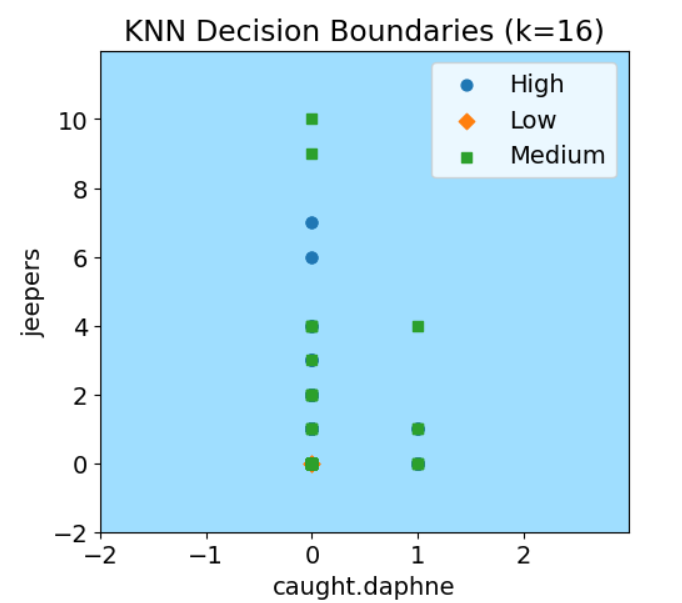 KNN Decision Boundaries (k=16)
High
Low
Medium
10
8
6
4
2
0
−2
jeepers
−2 −1 0 1 2
caught.daphne